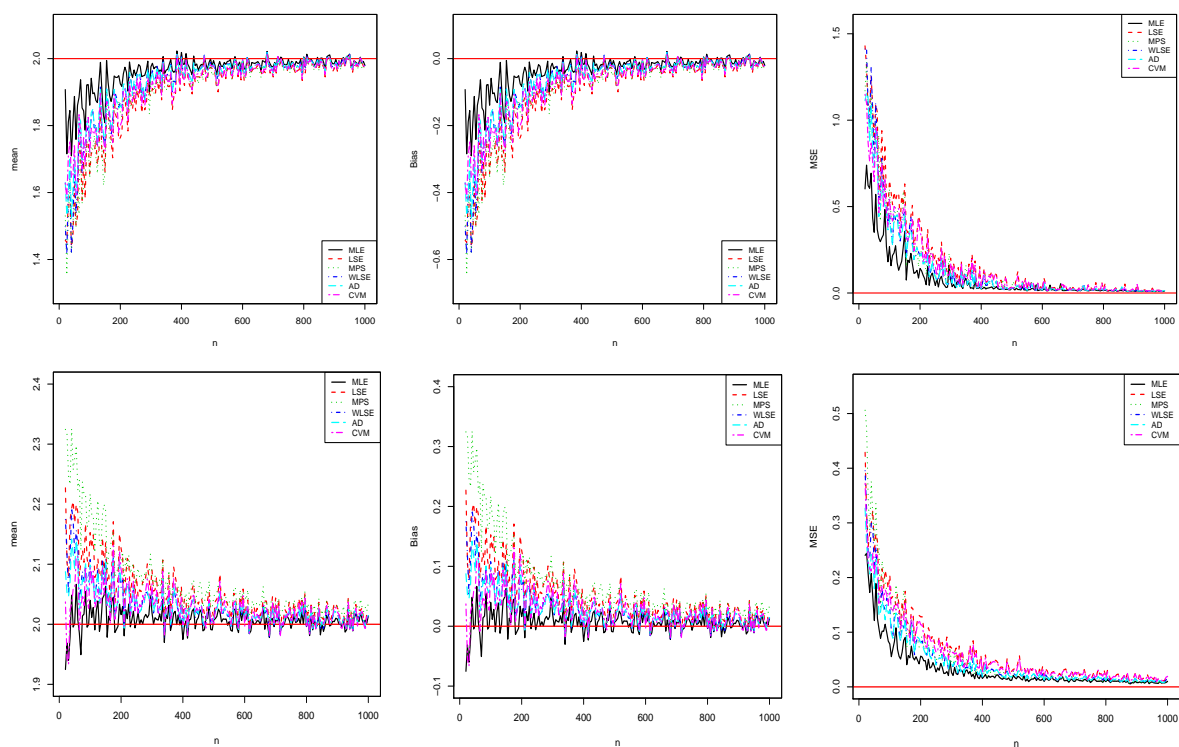 mean
2.0
1.8
1.6
1.4
MLE
LSE
MPS
WLSE
AD
CVM
0 200 400 600 800 1000
n
Bias
0.0
-0.2
-0.4
-0.6
MLE
LSE
MPS
WLSE
AD
CVM
0 200 400 600 800 1000
n
MSE
1.5
1.0
0.5
0.0
MLE
LSE
MPS
WLSE
AD
CVM
0 200 400 600 800 1000
n
mean
2.4
2.3
2.2
2.1
2.0
1.9
MLE
LSE
MPS
WLSE
AD
CVM
0 200 400 600 800 1000
n
Bias
0.4
0.3
0.2
0.1
0.0
-0.1
MLE
LSE
MPS
WLSE
AD
CVM
0 200 400 600 800 1000
n
MSE
0.5
0.4
0.3
0.2
0.1
0.0
MLE
LSE
MPS
WLSE
AD
CVM
0 200 400 600 800 1000
n